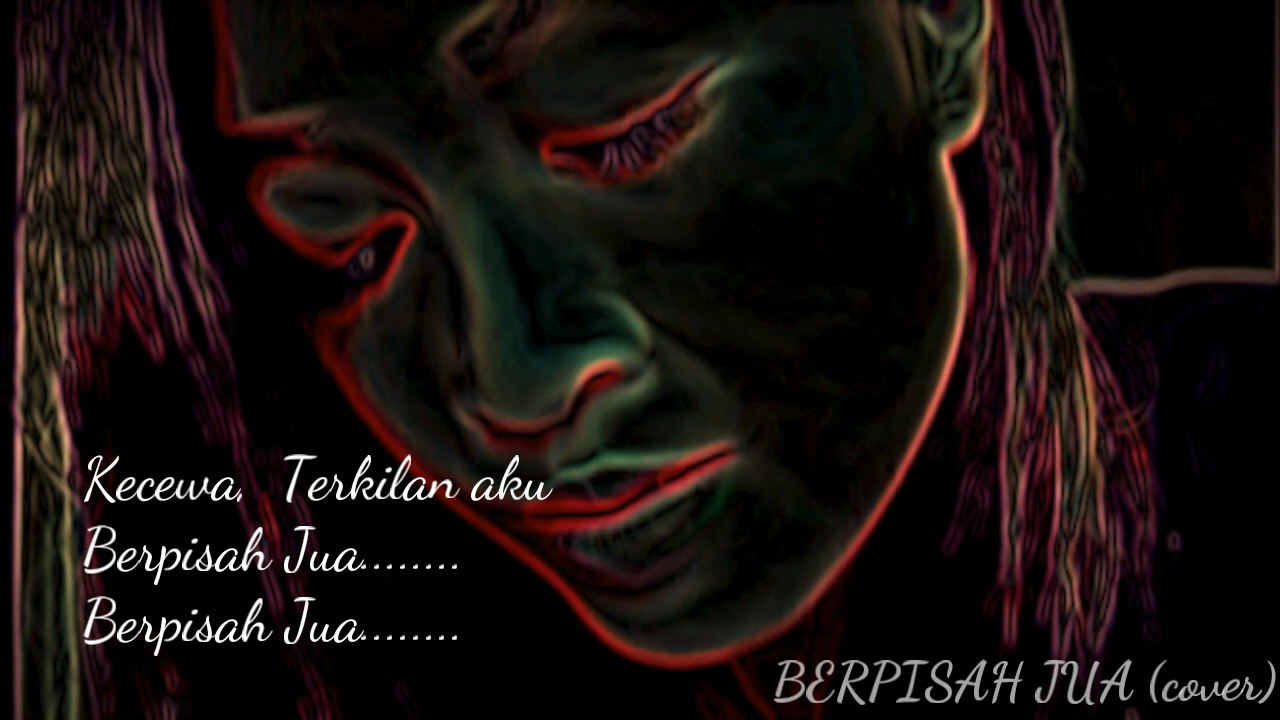 Kecewa, Terkilan aku
Berpisah Jua........
Berpisah Jua........
BERPISAH JUA (cover)